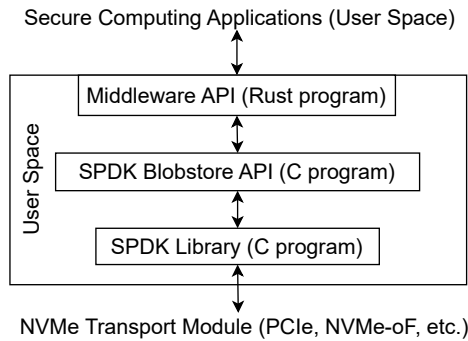 Secure Computing Applications (User Space)
Middleware API (Rust program)
User Space
SPDK Blobstore API (C program)
SPDK Library (C program)
NVMe Transport Module (PCIe, NVMe-oF, etc.)